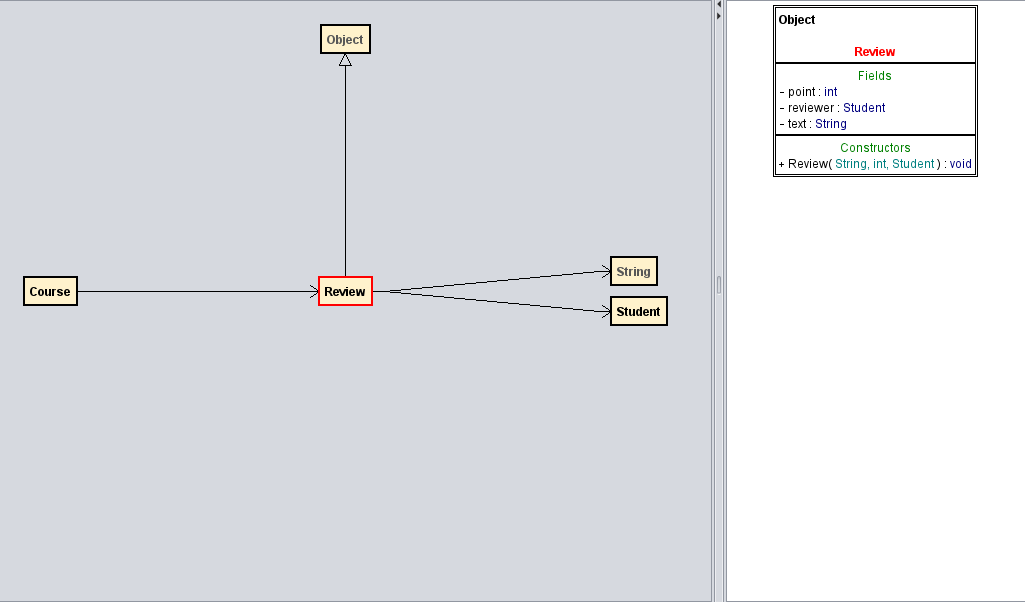 Object
Course
Review
String
Student
Object
Review
Fields
- point : int
- reviewer : Student
- text : String
Constructors
+ Review( String, int, Student ) : void